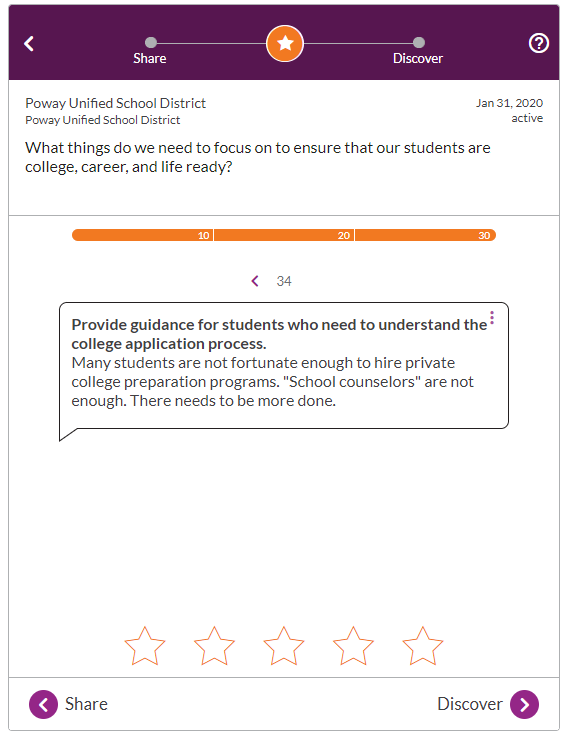 Share
Discover
Poway Unified School District
Jan 31, 2020
Poway Unified School District
active
What things do we need to focus on to ensure that our students are
college, career, and life ready?
10
20
30
34
Provide guidance for students who need to understand the
college application process.
Many students are not fortunate enough to hire private
college preparation programs. "School counselors" are not
enough. There needs to be more done.
Share
Discover